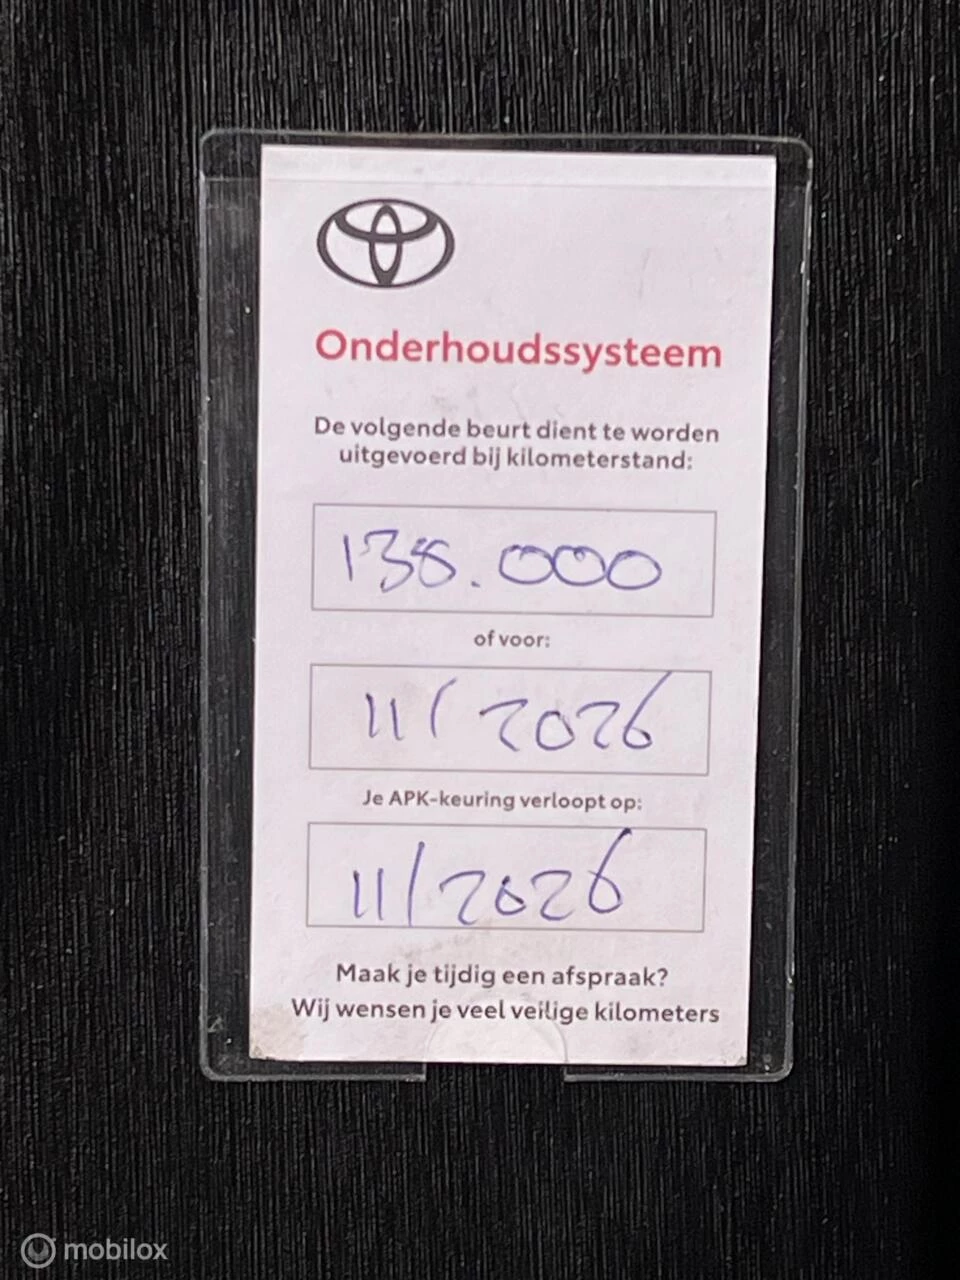 Onderhoudssysteem
De volgende beurt dient te worden
uitgevoerd bij kilometerstand:
138.000
of voor:
11/2026
Je APK-keuring verloopt op:
11/2026
Maak je tijdig een afspraak?
Wij wensen je veel veilige kilometers
mobilox